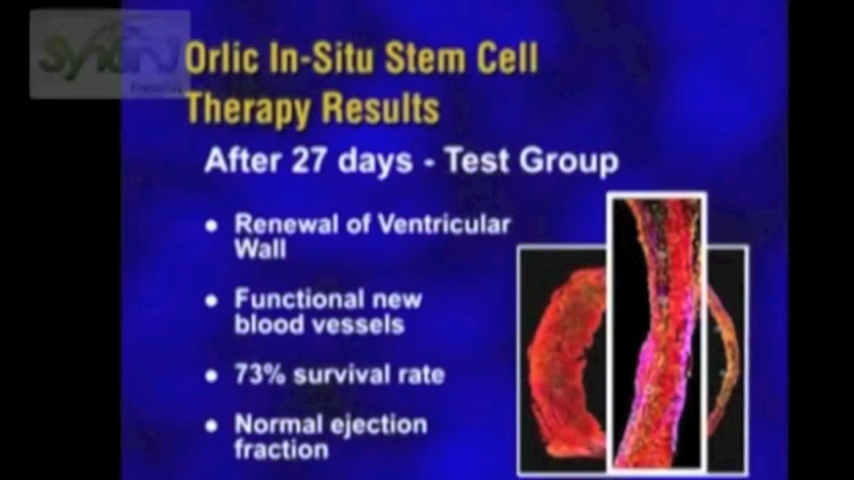 Orlic In-Situ Stem Cell
Therapy Results
After 27 days - Test Group
• Renewal of Ventricular
Wall
• Functional new
blood vessels
• 73% survival rate
• Normal ejection
fraction